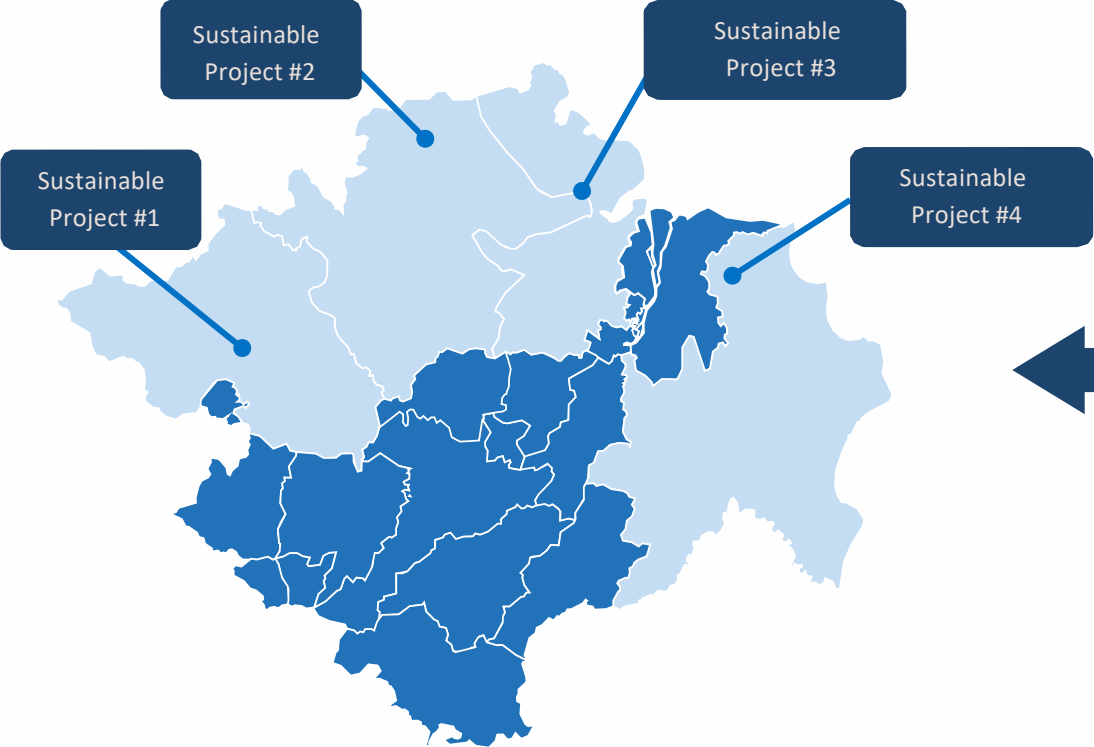 Sustainable
Project #2
Sustainable
Project #3
Sustainable
Project #1
Sustainable
Project #4